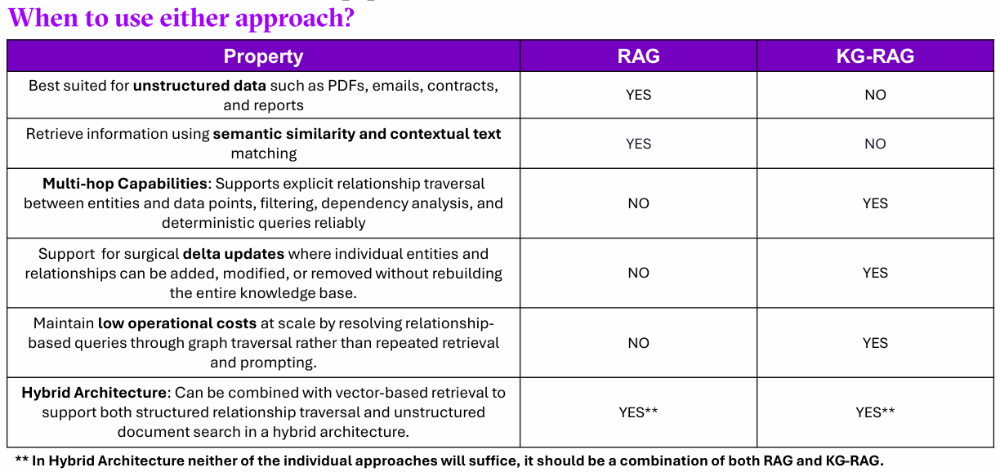 When to use either approach?
Property RAG KG-RAG
Best suited for unstructured data such as PDFs, emails, contracts,
and reports
YES NO
Retrieve information using semantic similarity and contextual text
matching
YES NO
Multi-hop Capabilities: Supports explicit relationship traversal
between entities and data points, filtering, dependency analysis, and
deterministic queries reliably
NO YES
Support for surgical delta updates where individual entities and
relationships can be added, modified, or removed without rebuilding
the entire knowledge base.
NO YES
Maintain low operational costs at scale by resolving relationship-
based queries through graph traversal rather than repeated retrieval
and prompting.
NO YES
Hybrid Architecture: Can be combined with vector-based retrieval to
support both structured relationship traversal and unstructured
document search in a hybrid architecture.
YES** YES**
** In Hybrid Architecture neither of the individual approaches will suffice, it should be a combination of both RAG and KG-RAG.